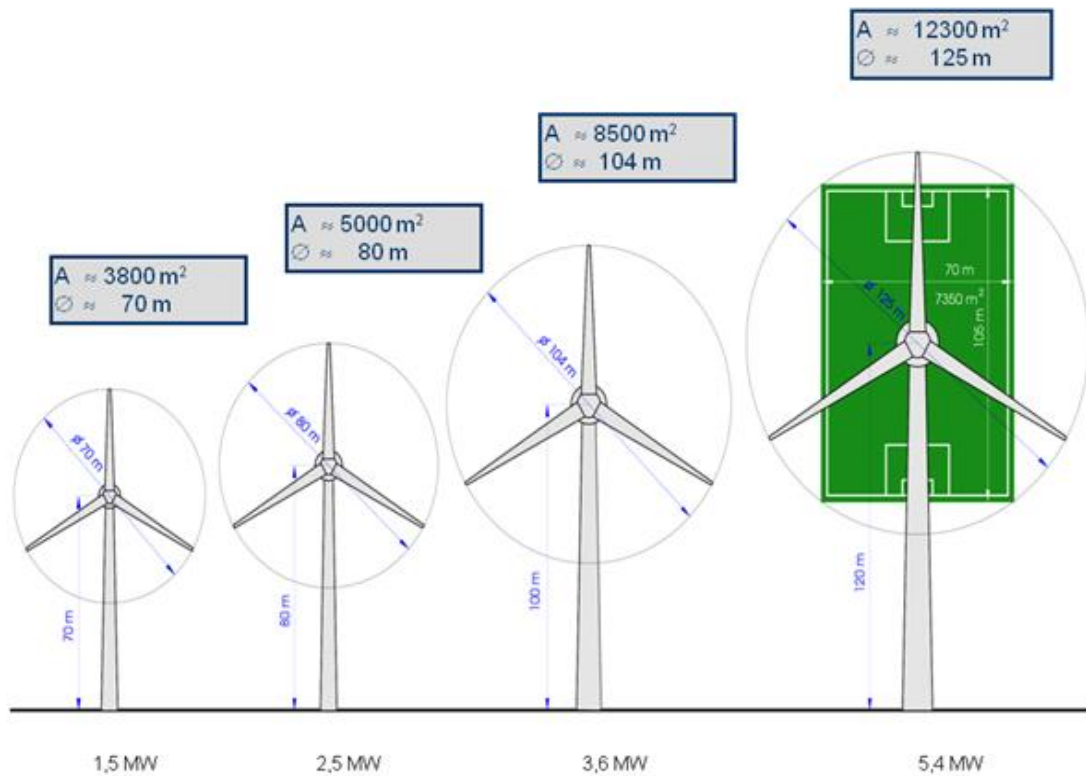 A ≈ 12300 m²
∅ ≈ 125 m
A ≈ 8500 m²
∅ ≈ 104 m
A ≈ 5000 m²
∅ ≈ 80 m
A ≈ 3800 m²
∅ ≈ 70 m
70 m
7350 m²
105 m
ø 125 m
ø 104 m
ø 80 m
ø 70 m
70 m
80 m
100 m
120 m
1,5 MW
2,5 MW
3,6 MW
5,4 MW